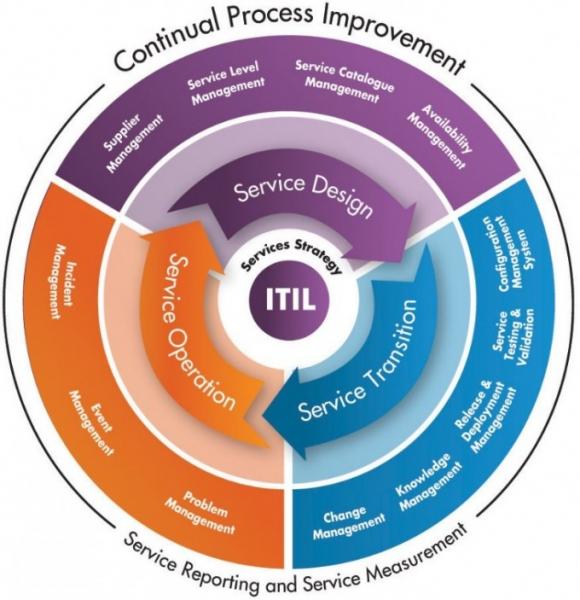 Continual Process Improvement
Supplier
Management
Service Level
Management
Service Catalogue
Management
Availability
Management
Service Design
Configuration
Management
System
Service
Testing &
Validation
Release &
Deployment
Management
Knowledge
Management
Change
Management
Service Transition
Problem
Management
Event
Management
Incident
Management
Service Operation
Services Strategy
ITIL
Service Reporting and Service Measurement